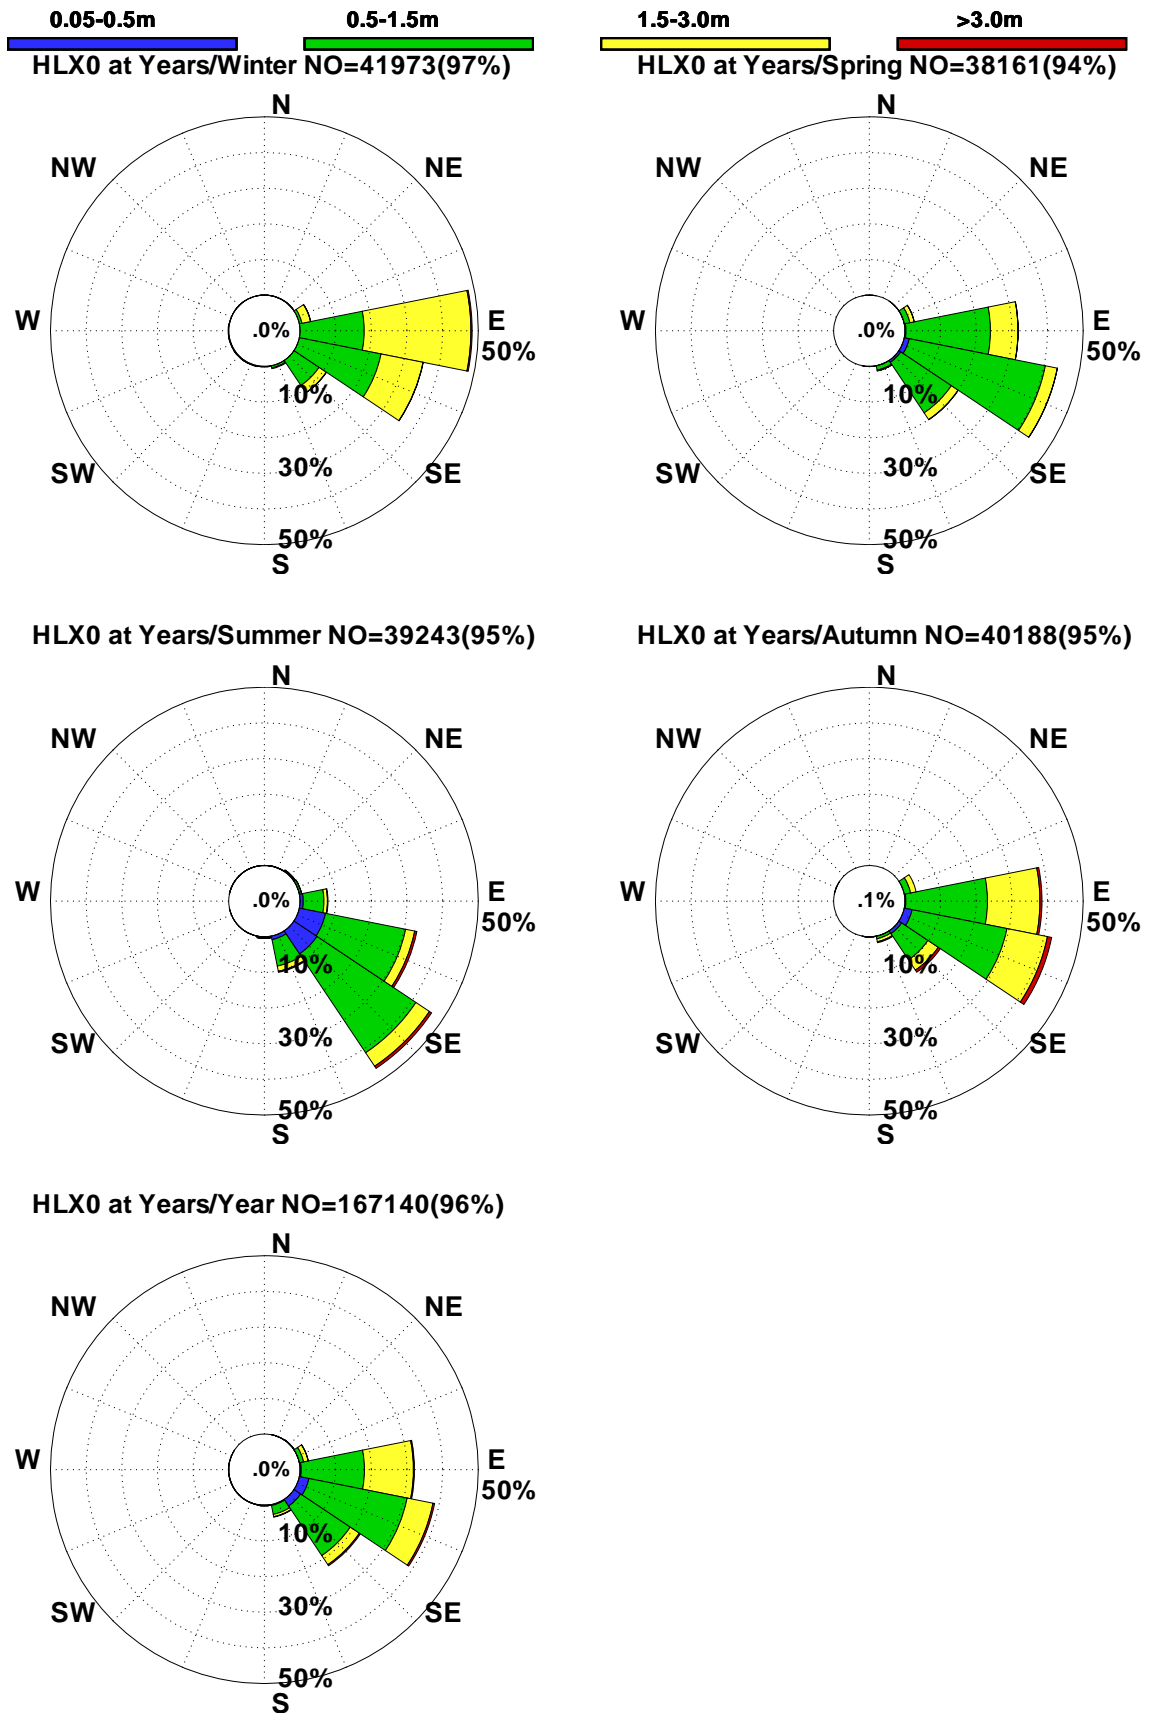 0.05-0.5m 0.5-1.5m 1.5-3.0m >3.0m
HLX0 at Years/Winter NO=41973(97%) HLX0 at Years/Spring NO=38161(94%)
N N
NW NE NW NE
W .0% E W .0% E
50% 50%
10% 10%
SW 30% SE SW 30% SE
50% 50%
S S
HLX0 at Years/Summer NO=39243(95%) HLX0 at Years/Autumn NO=40188(95%)
N N
NW NE NW NE
W .0% E W .1% E
50% 50%
10% 10%
SW 30% SE SW 30% SE
50% 50%
S S
HLX0 at Years/Year NO=167140(96%)
N
NW NE
W .0% E
50%
10%
SW 30% SE
50%
S